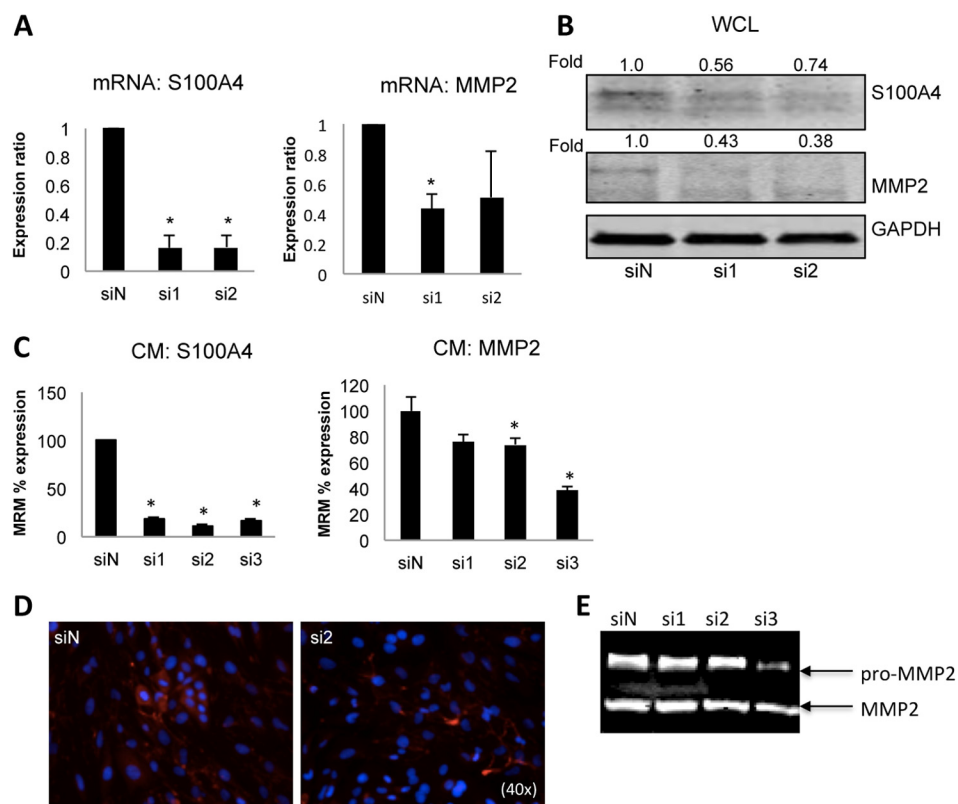 A
mRNA: S100A4
Expression ratio
1
0.8
0.6
0.4
0.2
0
*
*
siN si1 si2
mRNA: MMP2
Expression ratio
1
0.8
0.6
0.4
0.2
0
*
siN si1 si2
B
WCL
Fold 1.0 0.56 0.74
S100A4
Fold 1.0 0.43 0.38
MMP2
GAPDH
siN si1 si2
C
CM: S100A4
MRM % expression
150
100
50
0
* * *
siN si1 si2 si3
CM: MMP2
MRM % expression
120
100
80
60
40
20
0
*
*
siN si1 si2 si3
D
siN
si2
(40x)
E
siN si1 si2 si3
pro-MMP2
MMP2